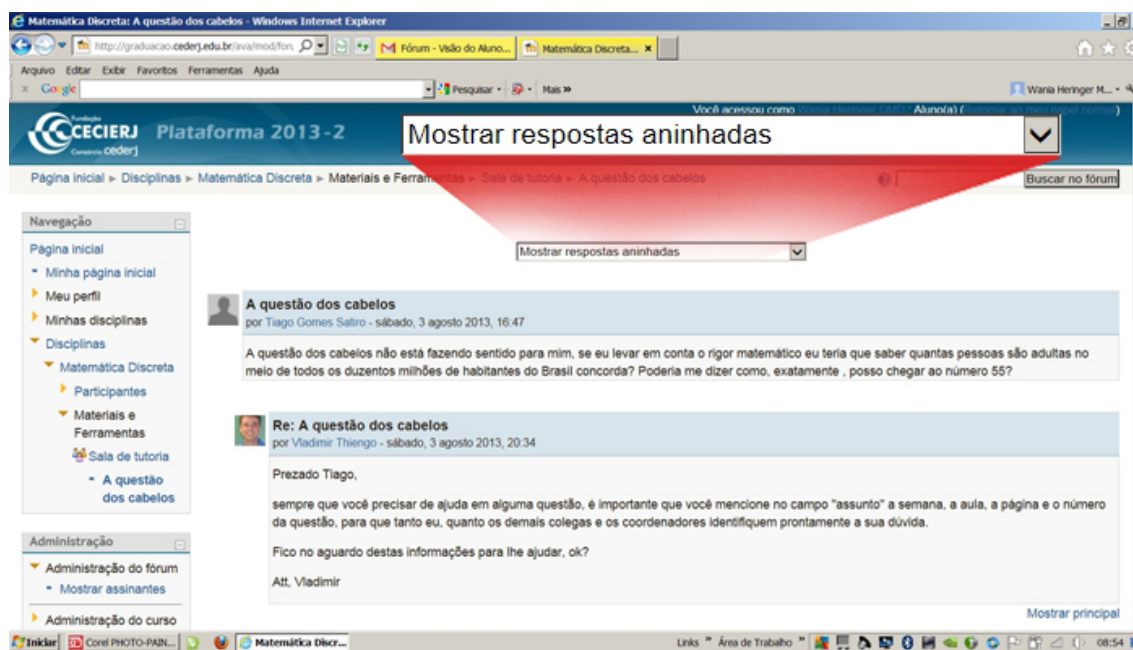 Matemática Discreta: A questão dos cabelos - Windows Internet Explorer
http://graduacao.cederj.edu.br/ava/mod/for
Fórum - Visão do Aluno...
Matemática Discreta...
Arquivo Editar Exibir Favoritos Ferramentas Ajuda
x Google Pesquisar Mais » Wania Heringer M...
Você acessou como Wania Heringer DMD : Aluno(a) (Retornar ao meu papel normal)
Fundação
CECIERJ
Consórcio cederj
Plataforma 2013-2
Mostrar respostas aninhadas
Página inicial ► Disciplinas ► Matemática Discreta ► Materiais e Ferramentas ► Sala de tutoria ► A questão dos cabelos
Buscar no fórum
Navegação
Página inicial
Minha página inicial
Meu perfil
Minhas disciplinas
Disciplinas
Matemática Discreta
Participantes
Materiais e
Ferramentas
Sala de tutoria
A questão
dos cabelos
Administração
Administração do fórum
Mostrar assinantes
Administração do curso
Mostrar respostas aninhadas
A questão dos cabelos
por Tiago Gomes Satiro - sábado, 3 agosto 2013, 16:47
A questão dos cabelos não está fazendo sentido para mim, se eu levar em conta o rigor matemático eu teria que saber quantas pessoas são adultas no
meio de todos os duzentos milhões de habitantes do Brasil concorda? Poderia me dizer como, exatamente , posso chegar ao número 55?
Re: A questão dos cabelos
por Vladimir Thiengo - sábado, 3 agosto 2013, 20:34
Prezado Tiago,
sempre que você precisar de ajuda em alguma questão, é importante que você mencione no campo "assunto" a semana, a aula, a página e o número
da questão, para que tanto eu, quanto os demais colegas e os coordenadores identifiquem prontamente a sua dúvida.
Fico no aguardo destas informações para lhe ajudar, ok?
Att, Vladimir
Mostrar principal
Iniciar
Corel PHOTO-PAIN...
Matemática Discr...
Links » Área de Trabalho » 08:54